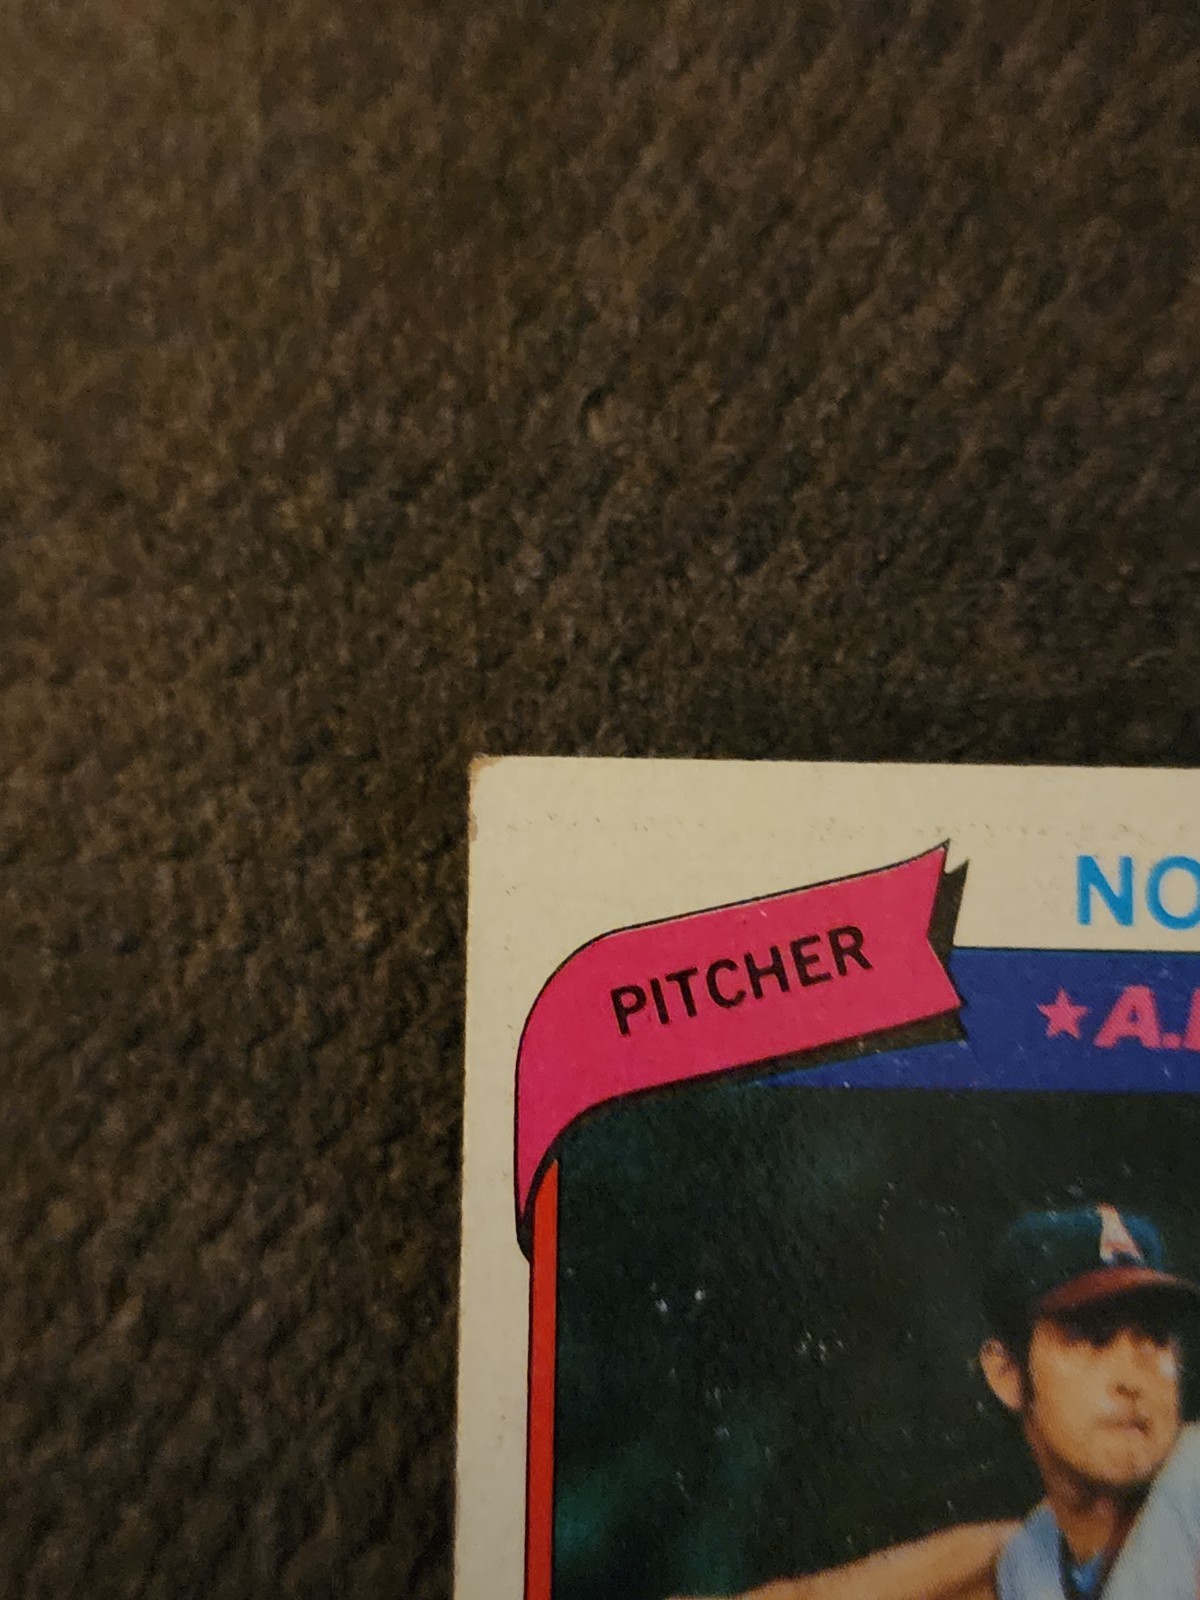 NO
PITCHER
★A.
A